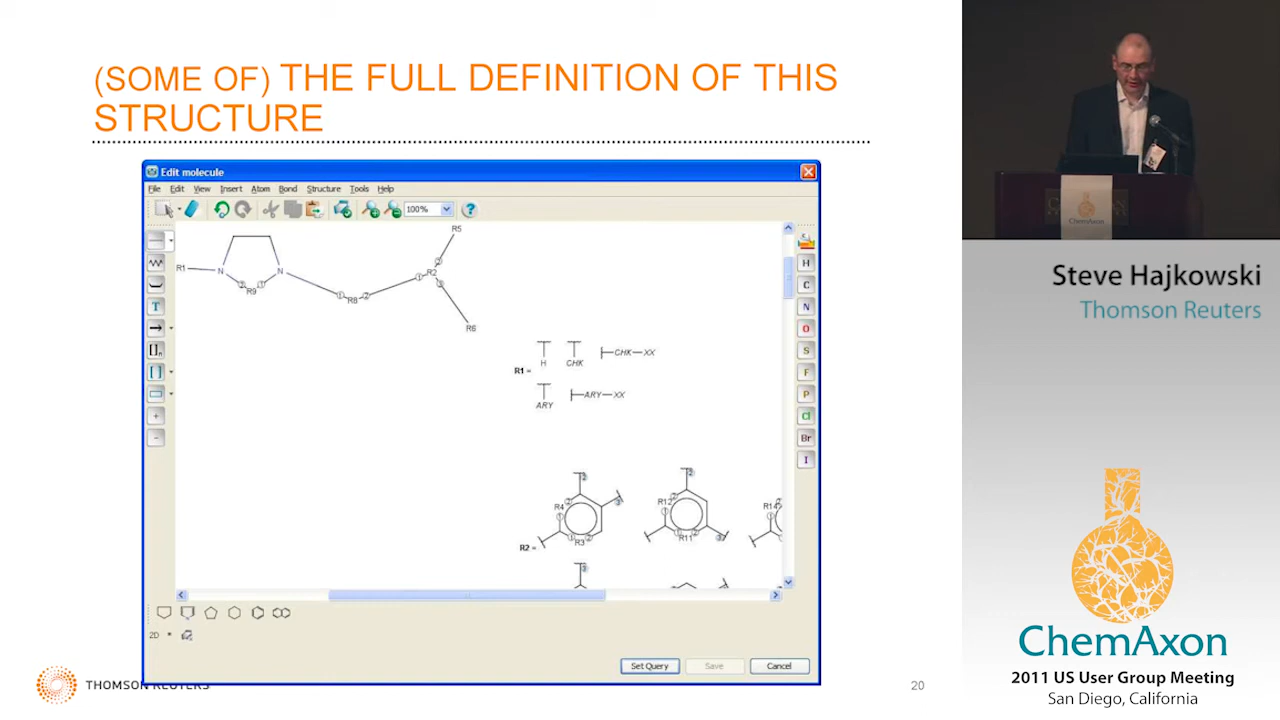 (SOME OF) THE FULL DEFINITION OF THIS
STRUCTURE
Edit molecule
File Edit View Insert Atom Bond Structure Tools Help
100%
R5
R1 N N R2
R9 R8
R6
H CHK CHK XX
R1 =
ARY ARY XX
R4 R12 R14
R3 R11
R2 =
H
C
N
O
S
F
P
Cl
Br
I
2D
Set Query Save Cancel
THOMSON REUTERS
20
ChemAxon
Steve Hajkowski
Thomson Reuters
ChemAxon
2011 US User Group Meeting
San Diego, California